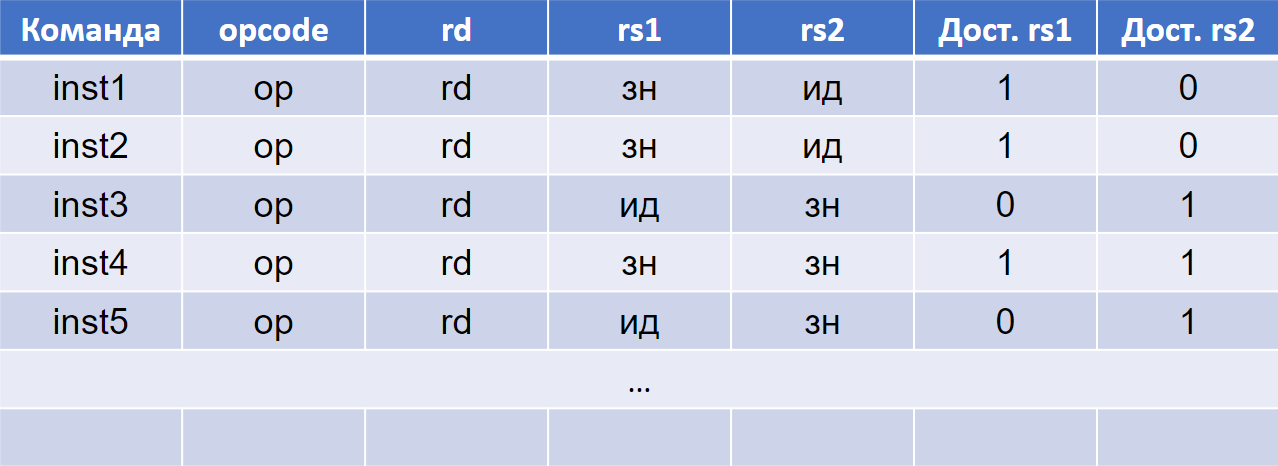 Команда opcode rd rs1 rs2 Дост. rs1 Дост. rs2
inst1 op rd зн ид 1 0
inst2 op rd зн ид 1 0
inst3 op rd ид зн 0 1
inst4 op rd зн зн 1 1
inst5 op rd ид зн 0 1
...